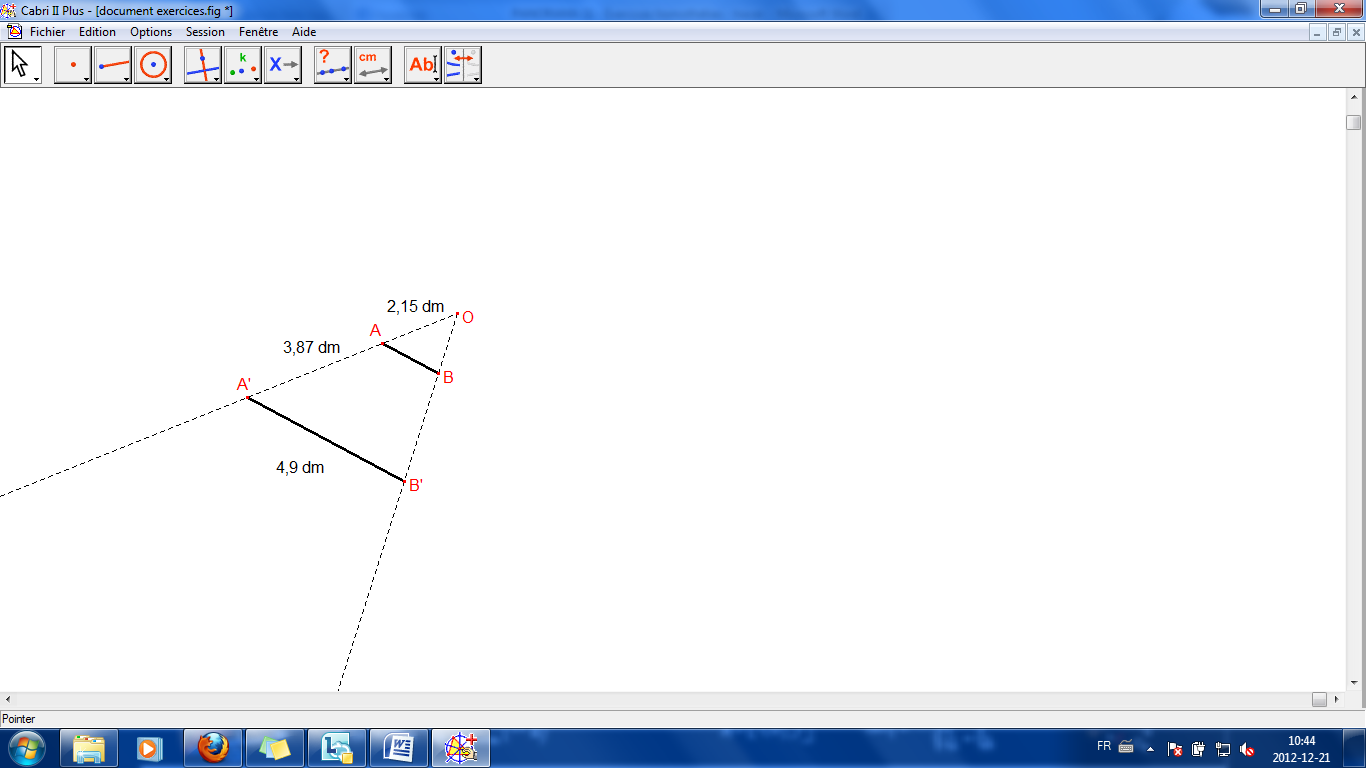 Cabri II Plus - [document exercices.fig *]
Fichier Edition Options Session Fenêtre Aide
k X ? cm Ab
2,15 dm
O
A
3,87 dm
B
A'
4,9 dm
B'
Pointer
FR 10:44
2012-12-21